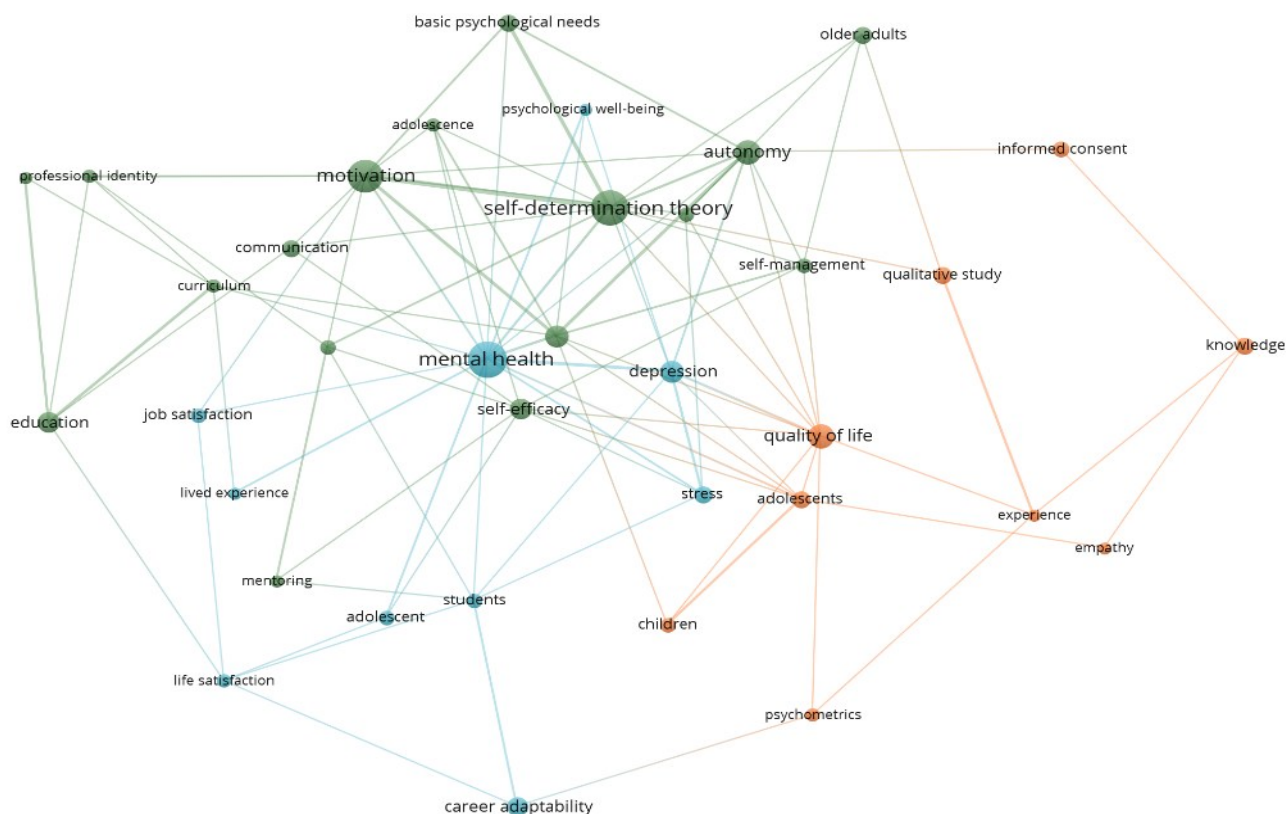 basic psychological needs
older adults
psychological well-being
adolescence
informed consent
autonomy
motivation
professional identity
self-determination theory
communication
self-management
qualitative study
curriculum
knowledge
mental health
depression
self-efficacy
job satisfaction
education
quality of life
lived experience
stress
adolescents
experience
empathy
mentoring
students
adolescent
children
life satisfaction
psychometrics
career adaptability